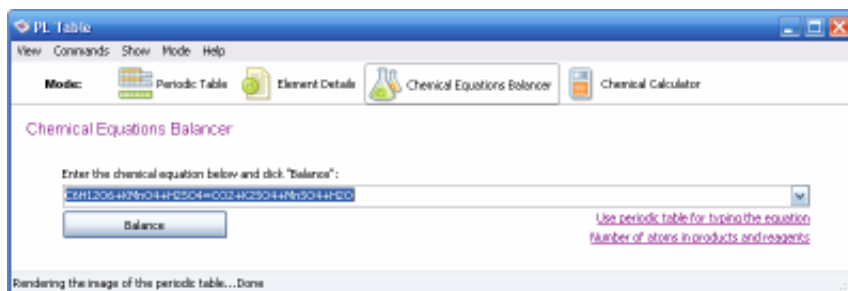 PL Table
View Commands Show Mode Help
Mode: Periodic Table Element Details Chemical Equations Balancer Chemical Calculator
Chemical Equations Balancer
Enter the chemical equation below and click "Balance":
C6H12O6+KMnO4+H2SO4=CO2+K2SO4+MnSO4+H2O
Balance
Use periodic table for typing the equation
Number of atoms in products and reagents
Rendering the image of the periodic table...Done